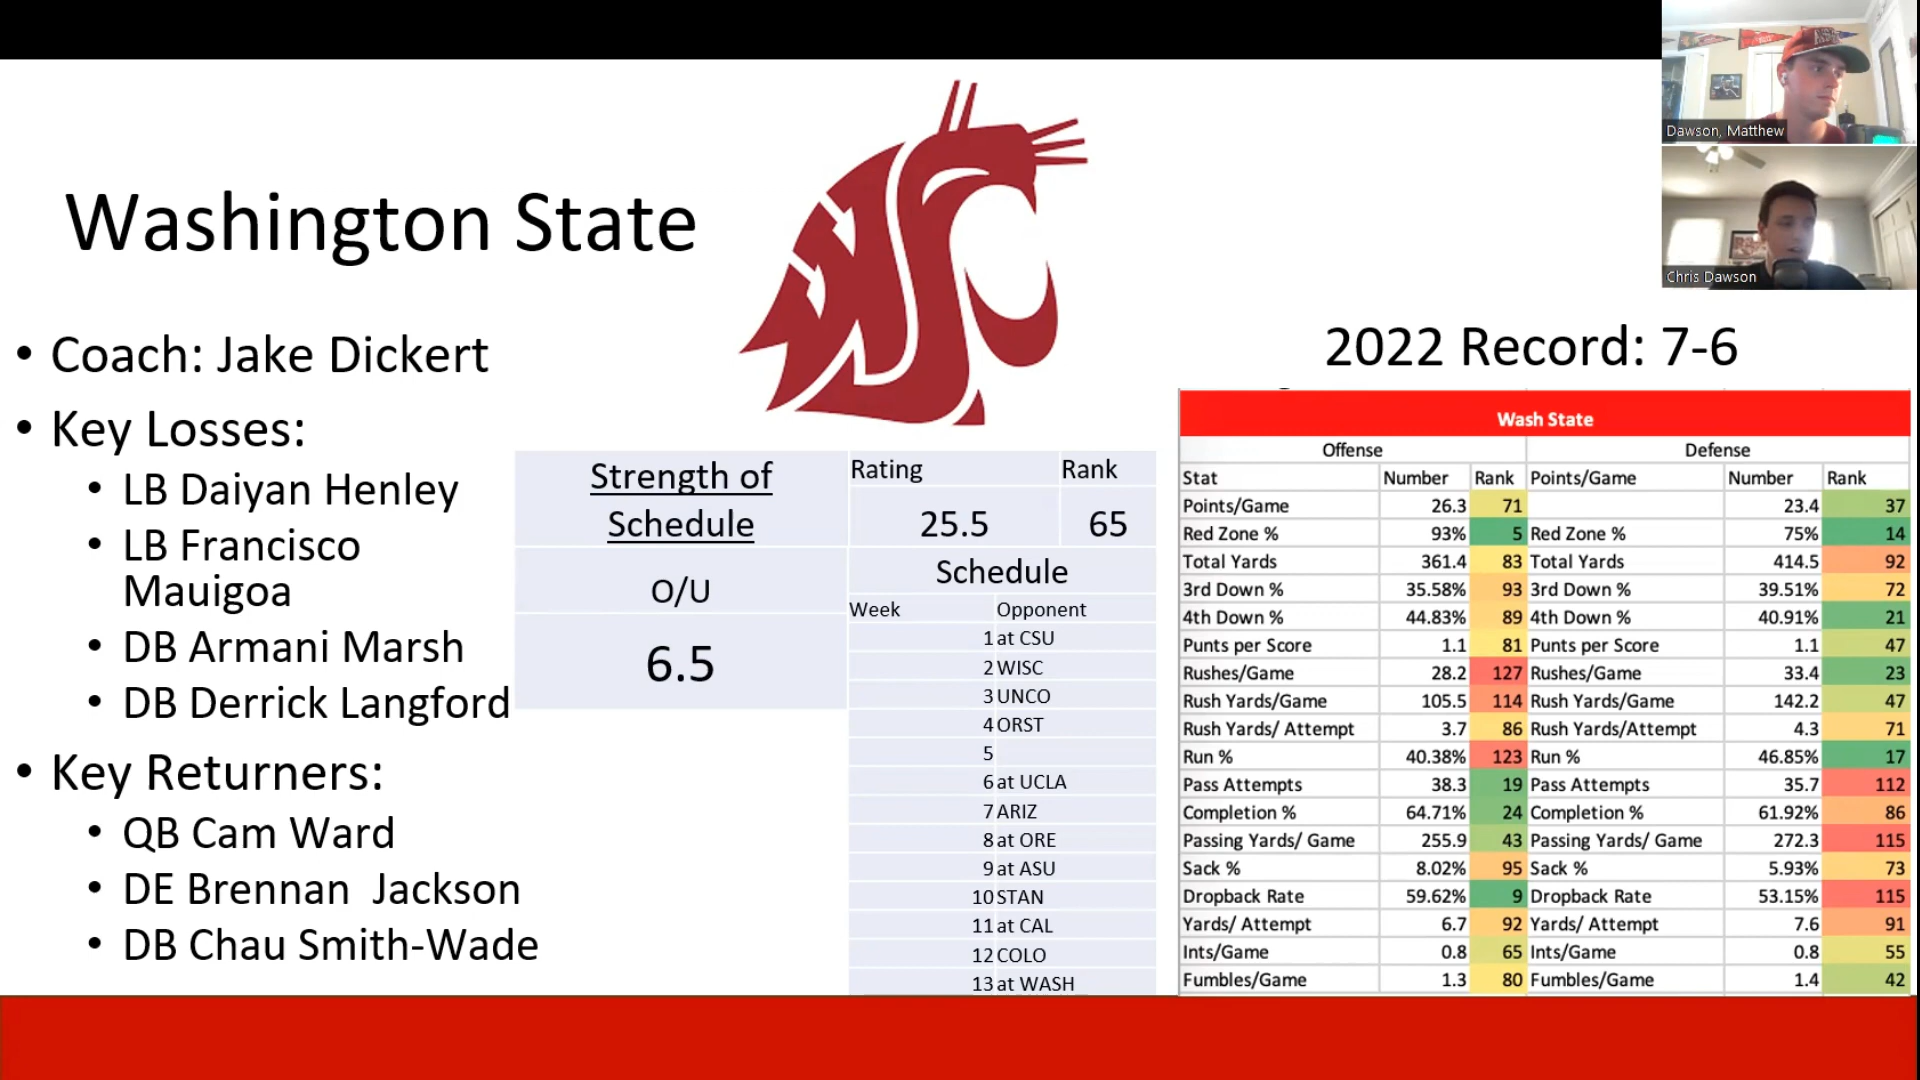 Dawson, Matthew
Chris Dawson
Washington State
• Coach: Jake Dickert
• Key Losses:
• LB Daiyan Henley
• LB Francisco
Mauigoa
• DB Armani Marsh
• DB Derrick Langford
• Key Returners:
• QB Cam Ward
• DE Brennan Jackson
• DB Chau Smith-Wade
Strength of
Schedule
Rating Rank
25.5 65
O/U
6.5
Schedule
Week Opponent
1 at CSU
2 WISC
3 UNCO
4 ORST
5
6 at UCLA
7 ARIZ
8 at ORE
9 at ASU
10 STAN
11 at CAL
12 COLO
13 at WASH
2022 Record: 7-6
Wash State
Offense Defense
Stat Number Rank Points/Game Number Rank
Points/Game 26.3 71 23.4 37
Red Zone % 93% 5 Red Zone % 75% 14
Total Yards 361.4 83 Total Yards 414.5 92
3rd Down % 35.58% 93 3rd Down % 39.51% 72
4th Down % 44.83% 89 4th Down % 40.91% 21
Punts per Score 1.1 81 Punts per Score 1.1 47
Rushes/Game 28.2 127 Rushes/Game 33.4 23
Rush Yards/Game 105.5 114 Rush Yards/Game 142.2 47
Rush Yards/ Attempt 3.7 86 Rush Yards/Attempt 4.3 71
Run % 40.38% 123 Run % 46.85% 17
Pass Attempts 38.3 19 Pass Attempts 35.7 112
Completion % 64.71% 24 Completion % 61.92% 86
Passing Yards/ Game 255.9 43 Passing Yards/ Game 272.3 115
Sack % 8.02% 95 Sack % 5.93% 73
Dropback Rate 59.62% 9 Dropback Rate 53.15% 115
Yards/ Attempt 6.7 92 Yards/ Attempt 7.6 91
Ints/Game 0.8 65 Ints/Game 0.8 55
Fumbles/Game 1.3 80 Fumbles/Game 1.4 42